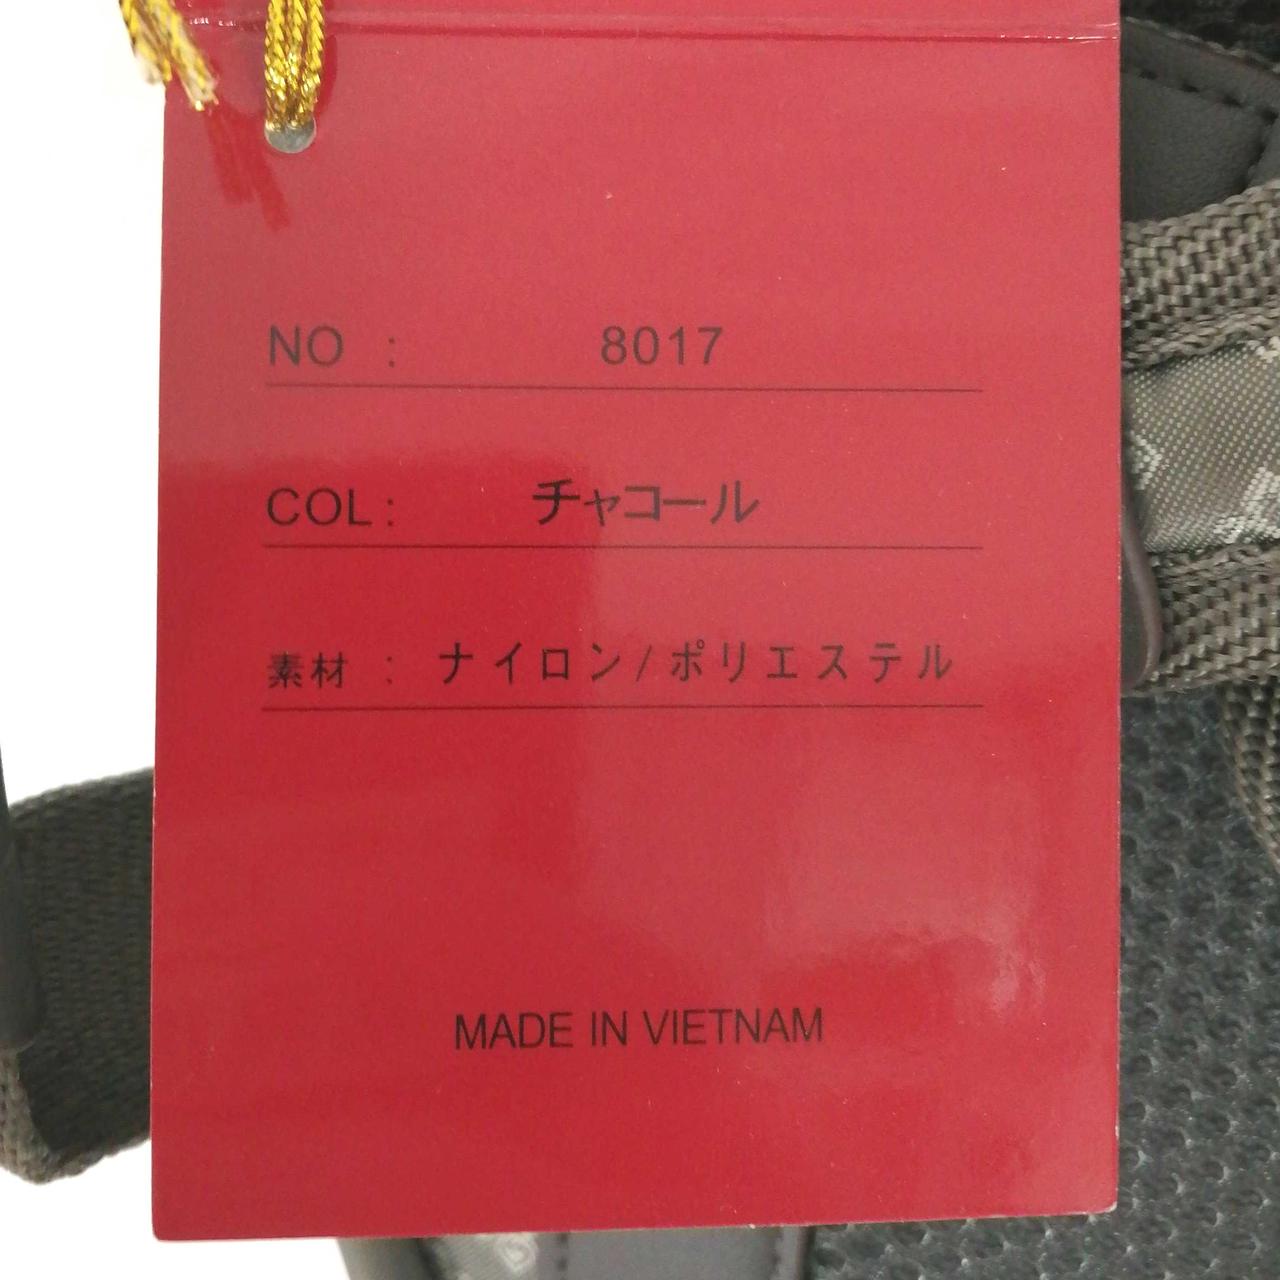 NO : 8017
COL: チャコール
素材 : ナイロン/ポリエステル
MADE IN VIETNAM